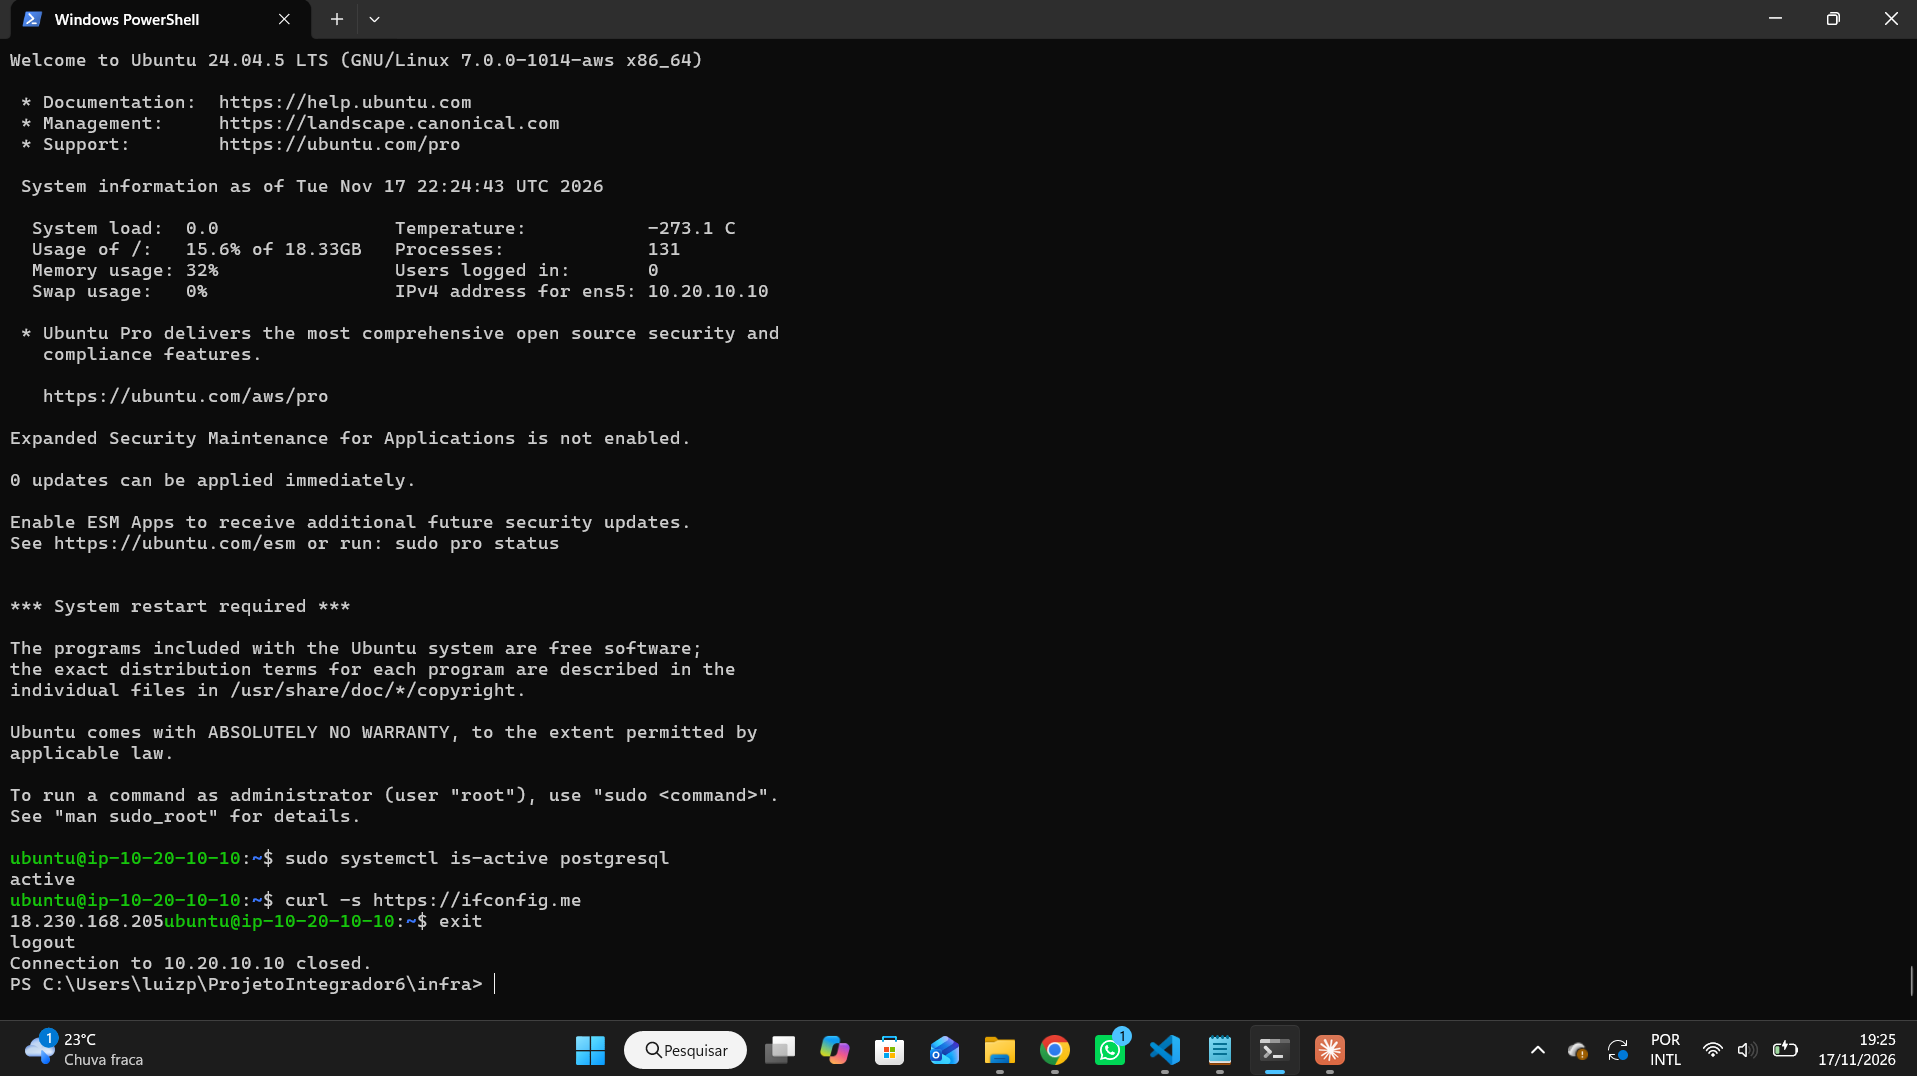 Windows PowerShell
Welcome to Ubuntu 24.04.5 LTS (GNU/Linux 7.0.0-1014-aws x86_64)
* Documentation:  https://help.ubuntu.com
* Management:     https://landscape.canonical.com
* Support:        https://ubuntu.com/pro
System information as of Tue Nov 17 22:24:43 UTC 2026
System load:  0.0                Temperature:           -273.1 C
Usage of /:   15.6% of 18.33GB   Processes:             131
Memory usage: 32%                Users logged in:       0
Swap usage:   0%                 IPv4 address for ens5: 10.20.10.10
* Ubuntu Pro delivers the most comprehensive open source security and
compliance features.
https://ubuntu.com/aws/pro
Expanded Security Maintenance for Applications is not enabled.
0 updates can be applied immediately.
Enable ESM Apps to receive additional future security updates.
See https://ubuntu.com/esm or run: sudo pro status
*** System restart required ***
The programs included with the Ubuntu system are free software;
the exact distribution terms for each program are described in the
individual files in /usr/share/doc/*/copyright.
Ubuntu comes with ABSOLUTELY NO WARRANTY, to the extent permitted by
applicable law.
To run a command as administrator (user "root"), use "sudo <command>".
See "man sudo_root" for details.
ubuntu@ip-10-20-10-10:~$ sudo systemctl is-active postgresql
active
ubuntu@ip-10-20-10-10:~$ curl -s https://ifconfig.me
18.230.168.205ubuntu@ip-10-20-10-10:~$ exit
logout
Connection to 10.20.10.10 closed.
PS C:\Users\luizp\ProjetoIntegrador6\infra>
1
23°C
Chuva fraca
Pesquisar
1
POR
INTL
19:25
17/11/2026